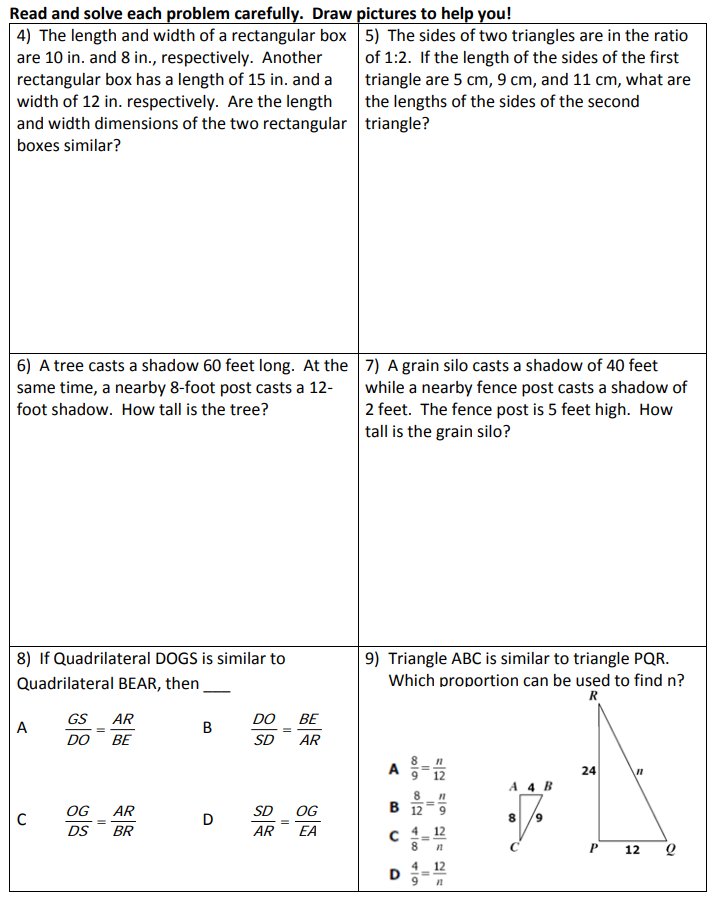 Read and solve each problem carefully.  Draw pictures to help you!
4)  The length and width of a rectangular box
are 10 in. and 8 in., respectively.  Another
rectangular box has a length of 15 in. and a
width of 12 in. respectively.  Are the length
and width dimensions of the two rectangular
boxes similar?
5)  The sides of two triangles are in the ratio
of 1:2.  If the length of the sides of the first
triangle are 5 cm, 9 cm, and 11 cm, what are
the lengths of the sides of the second
triangle?
6)  A tree casts a shadow 60 feet long.  At the
same time, a nearby 8-foot post casts a 12-
foot shadow.  How tall is the tree?
7)  A grain silo casts a shadow of 40 feet
while a nearby fence post casts a shadow of
2 feet.  The fence post is 5 feet high.  How
tall is the grain silo?
8)  If Quadrilateral DOGS is similar to
Quadrilateral BEAR, then ___
A GS/DO = AR/BE
B DO/SD = BE/AR
C OG/DS = AR/BR
D SD/AR = OG/EA
9)  Triangle ABC is similar to triangle PQR.
Which proportion can be used to find n?
A 8/9 = n/12
B 8/12 = n/9
C 4/8 = 12/n
D 4/9 = 12/n
A 4 B
8 9
C
R
24 n
P 12 Q